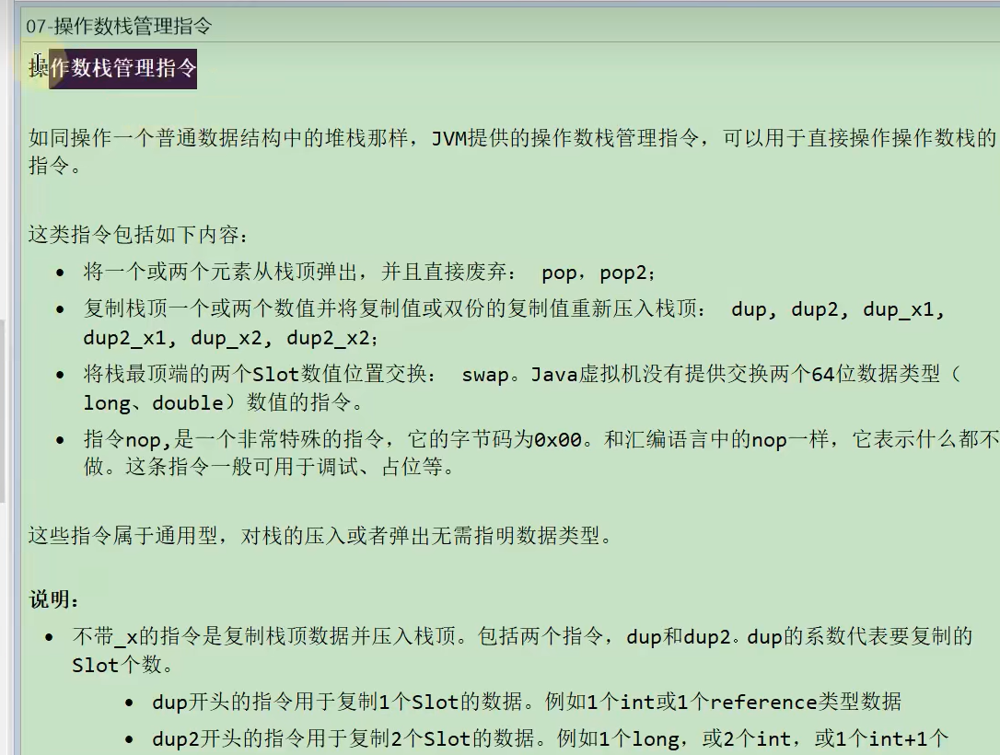 07-操作数栈管理指令
操作数栈管理指令
如同操作一个普通数据结构中的堆栈那样，JVM提供的操作数栈管理指令，可以用于直接操作操作数栈的
指令。
这类指令包括如下内容：
• 将一个或两个元素从栈顶弹出，并且直接废弃： pop，pop2；
• 复制栈顶一个或两个数值并将复制值或双份的复制值重新压入栈顶： dup, dup2, dup_x1,
dup2_x1, dup_x2, dup2_x2；
• 将栈最顶端的两个Slot数值位置交换： swap。Java虚拟机没有提供交换两个64位数据类型（
long、double）数值的指令。
• 指令nop,是一个非常特殊的指令，它的字节码为0x00。和汇编语言中的nop一样，它表示什么都不
做。这条指令一般可用于调试、占位等。
这些指令属于通用型，对栈的压入或者弹出无需指明数据类型。
说明：
• 不带_x的指令是复制栈顶数据并压入栈顶。包括两个指令，dup和dup2。dup的系数代表要复制的
Slot个数。
• dup开头的指令用于复制1个Slot的数据。例如1个int或1个reference类型数据
• dup2开头的指令用于复制2个Slot的数据。例如1个long，或2个int，或1个int+1个